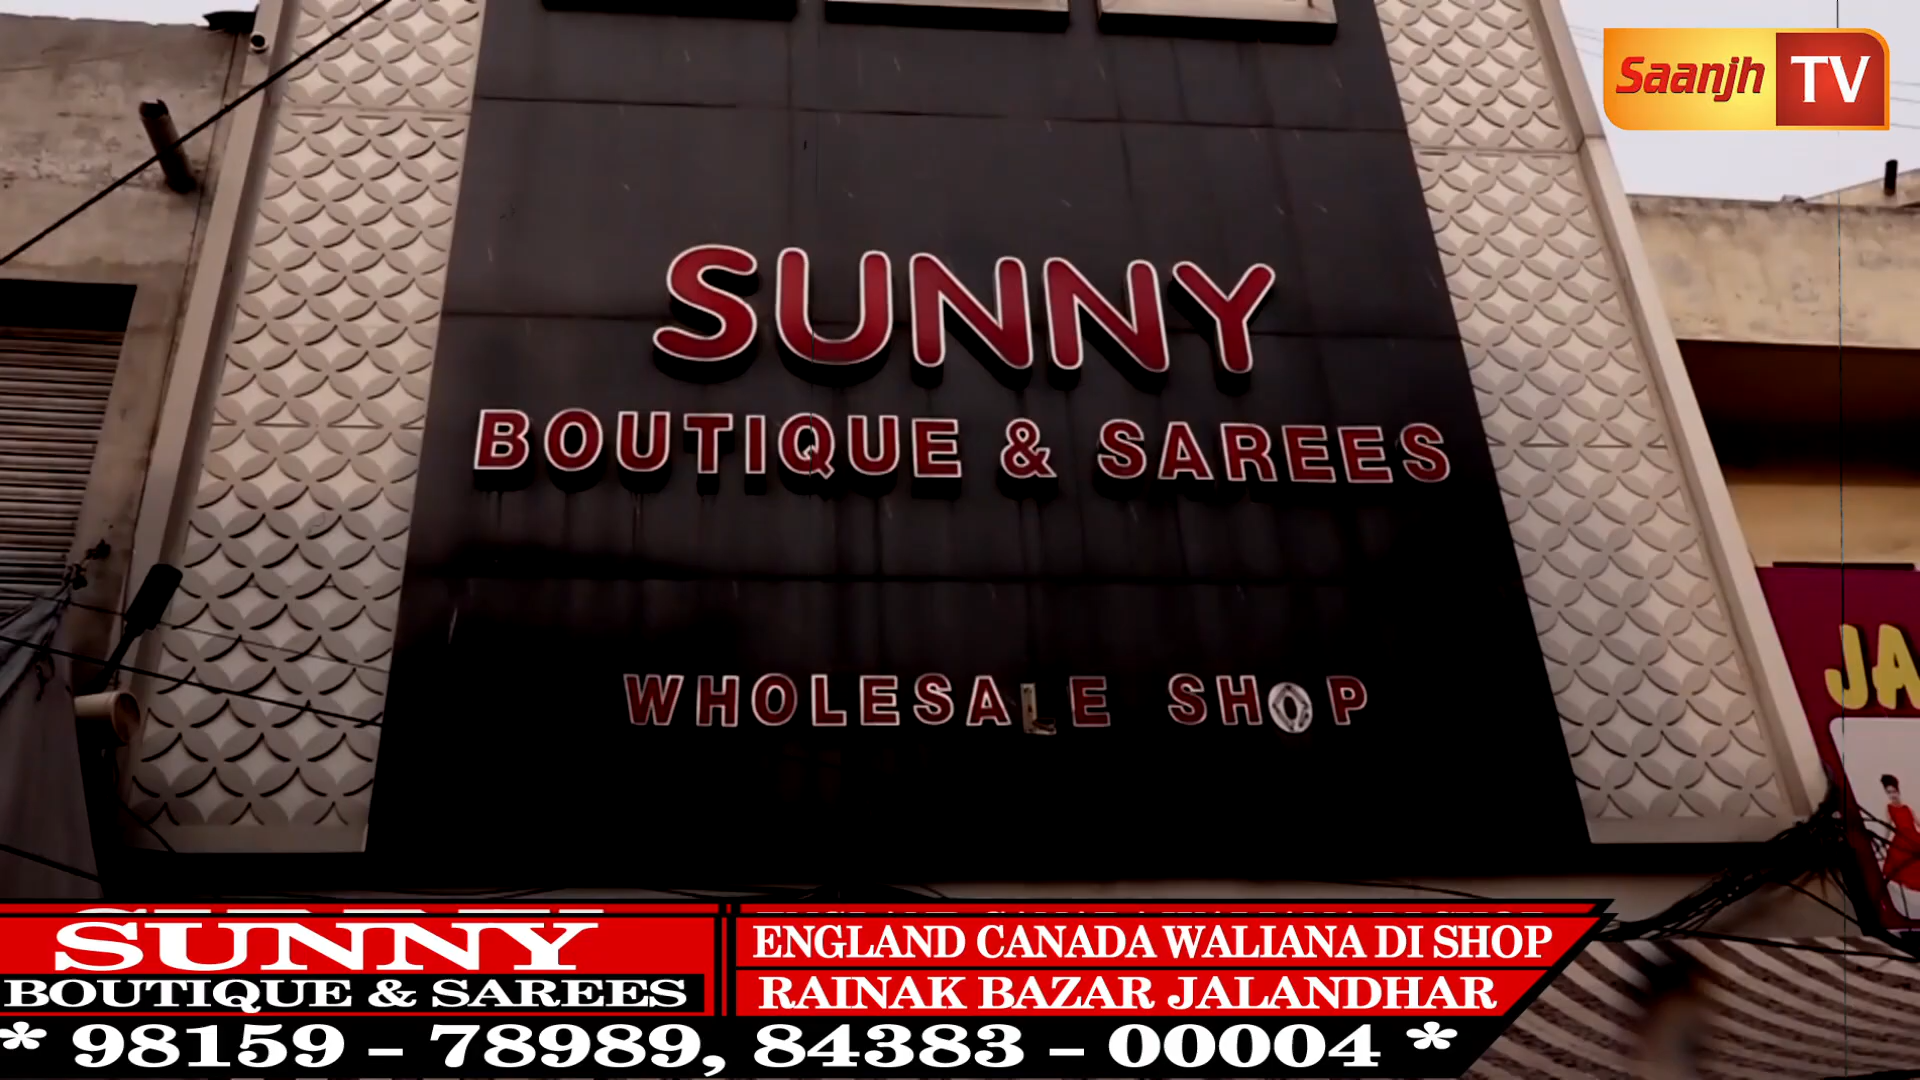 Saanjh TV
SUNNY
BOUTIQUE & SAREES
WHOLESALE SHOP
JA
SUNNY
BOUTIQUE & SAREES
ENGLAND CANADA WALIANA DI SHOP
RAINAK BAZAR JALANDHAR
* 98159 - 78989, 84383 - 00004 *